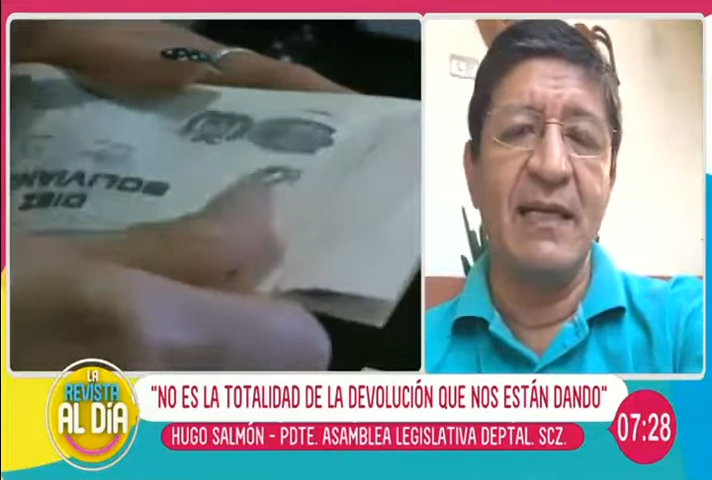 BOLIVIANOS
DIEZ
LA
REVISTA
AL DÍA
"NO ES LA TOTALIDAD DE LA DEVOLUCIÓN QUE NOS ESTÁN DANDO"
HUGO SALMÓN - PDTE. ASAMBLEA LEGISLATIVA DEPTAL. SCZ.
07:28